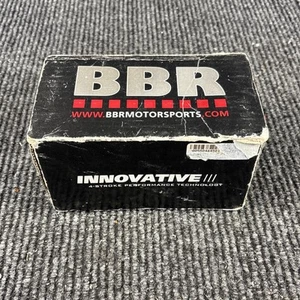 BBR
WWW.BBRMOTORSPORTS.COM
INNOVATIVE///
4-STROKE PERFORMANCE TECHNOLOGY